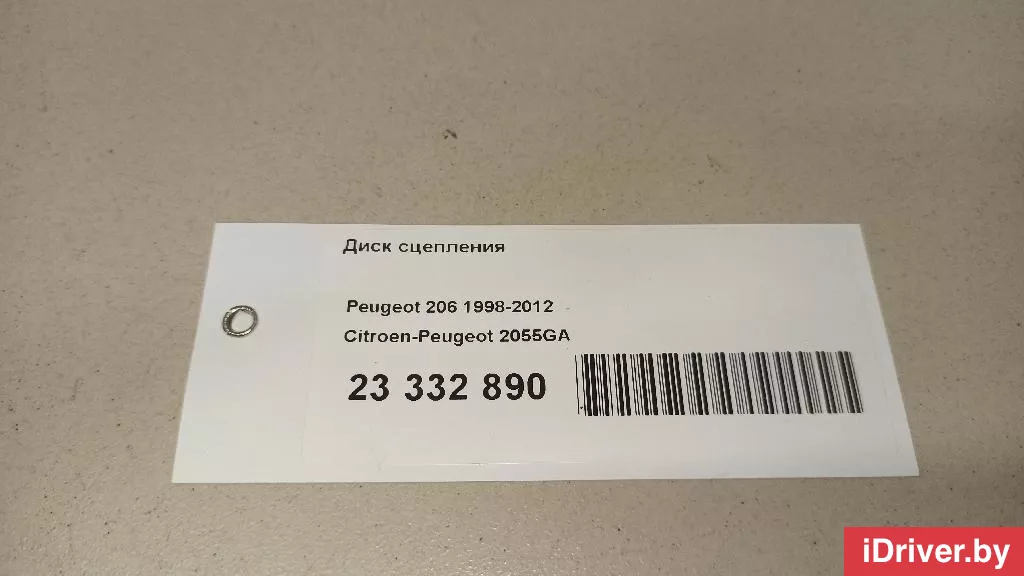 Диск сцепления
Peugeot 206 1998-2012
Citroen-Peugeot 2055GA
23 332 890
iDriver.by